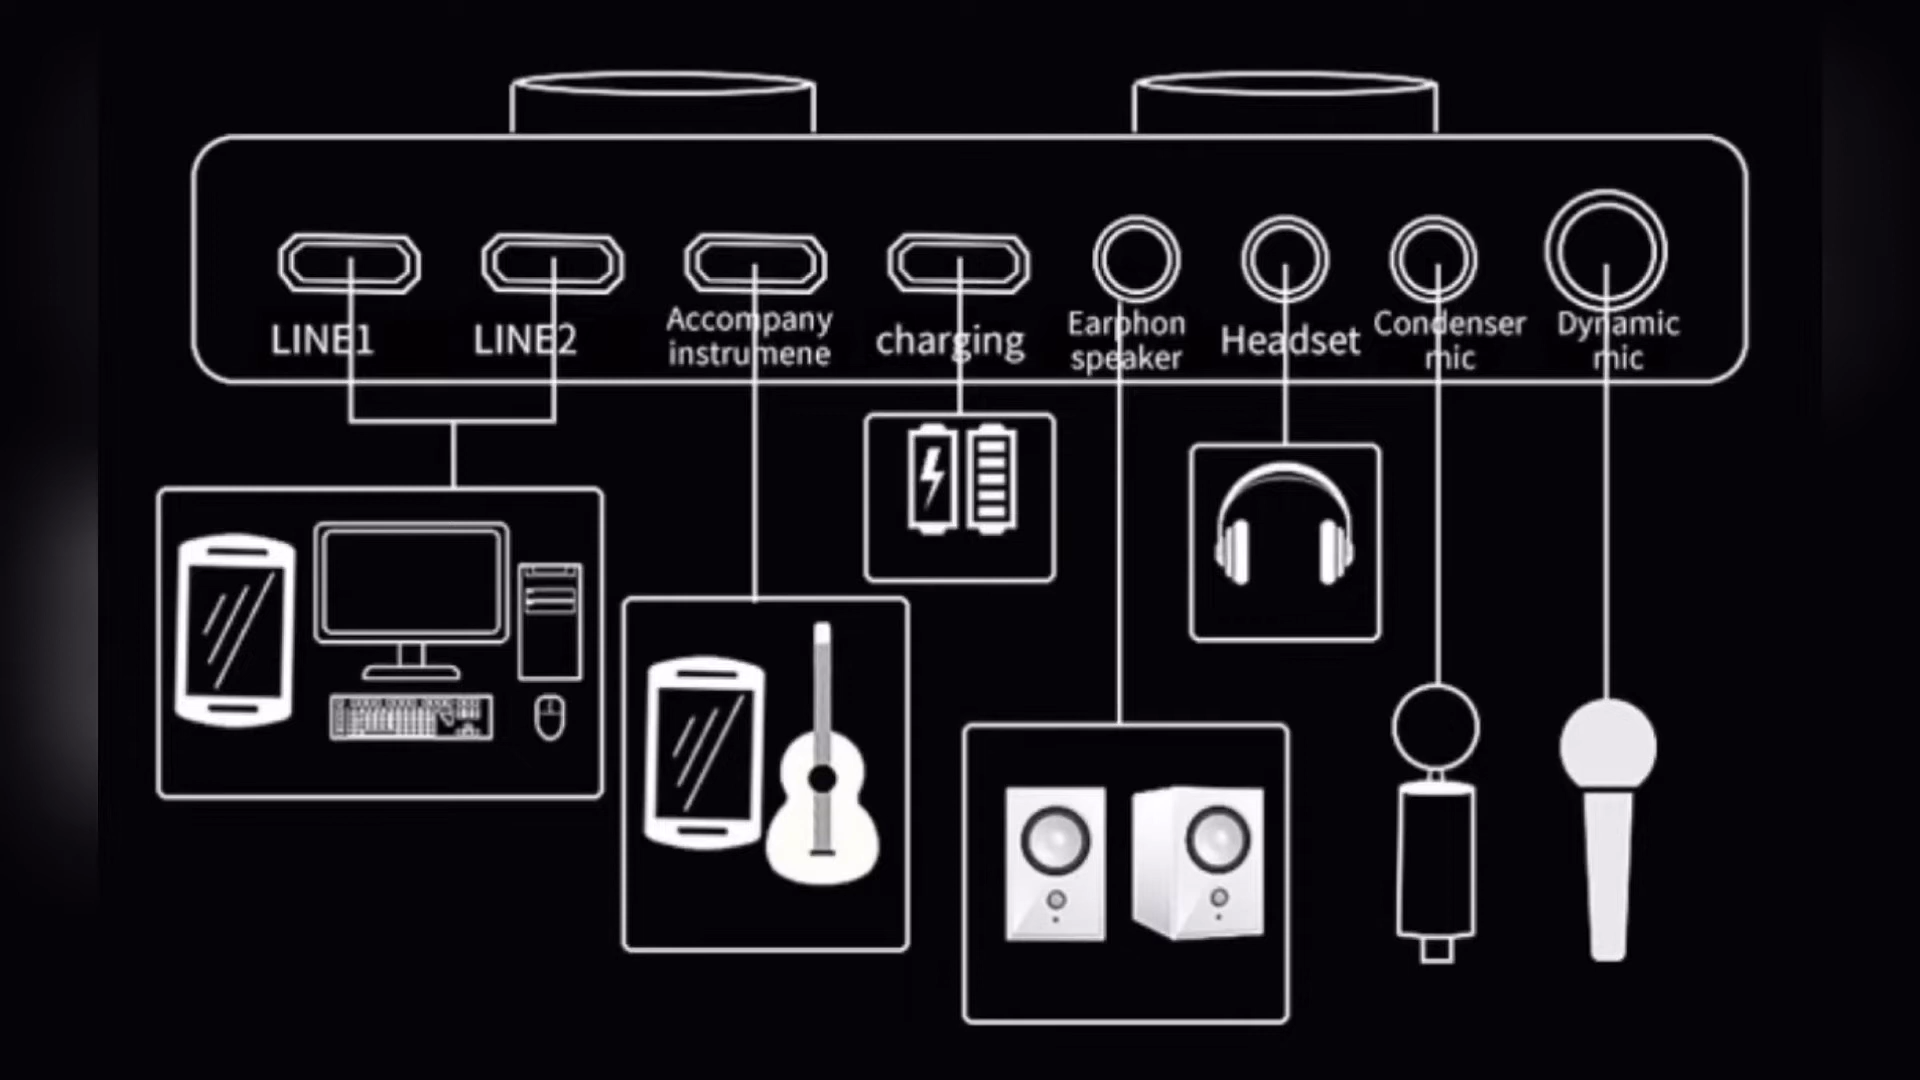 LINE1
LINE2
Accompany
instrumene
charging
Earphon
speaker
Headset
Condenser
mic
Dynamic
mic